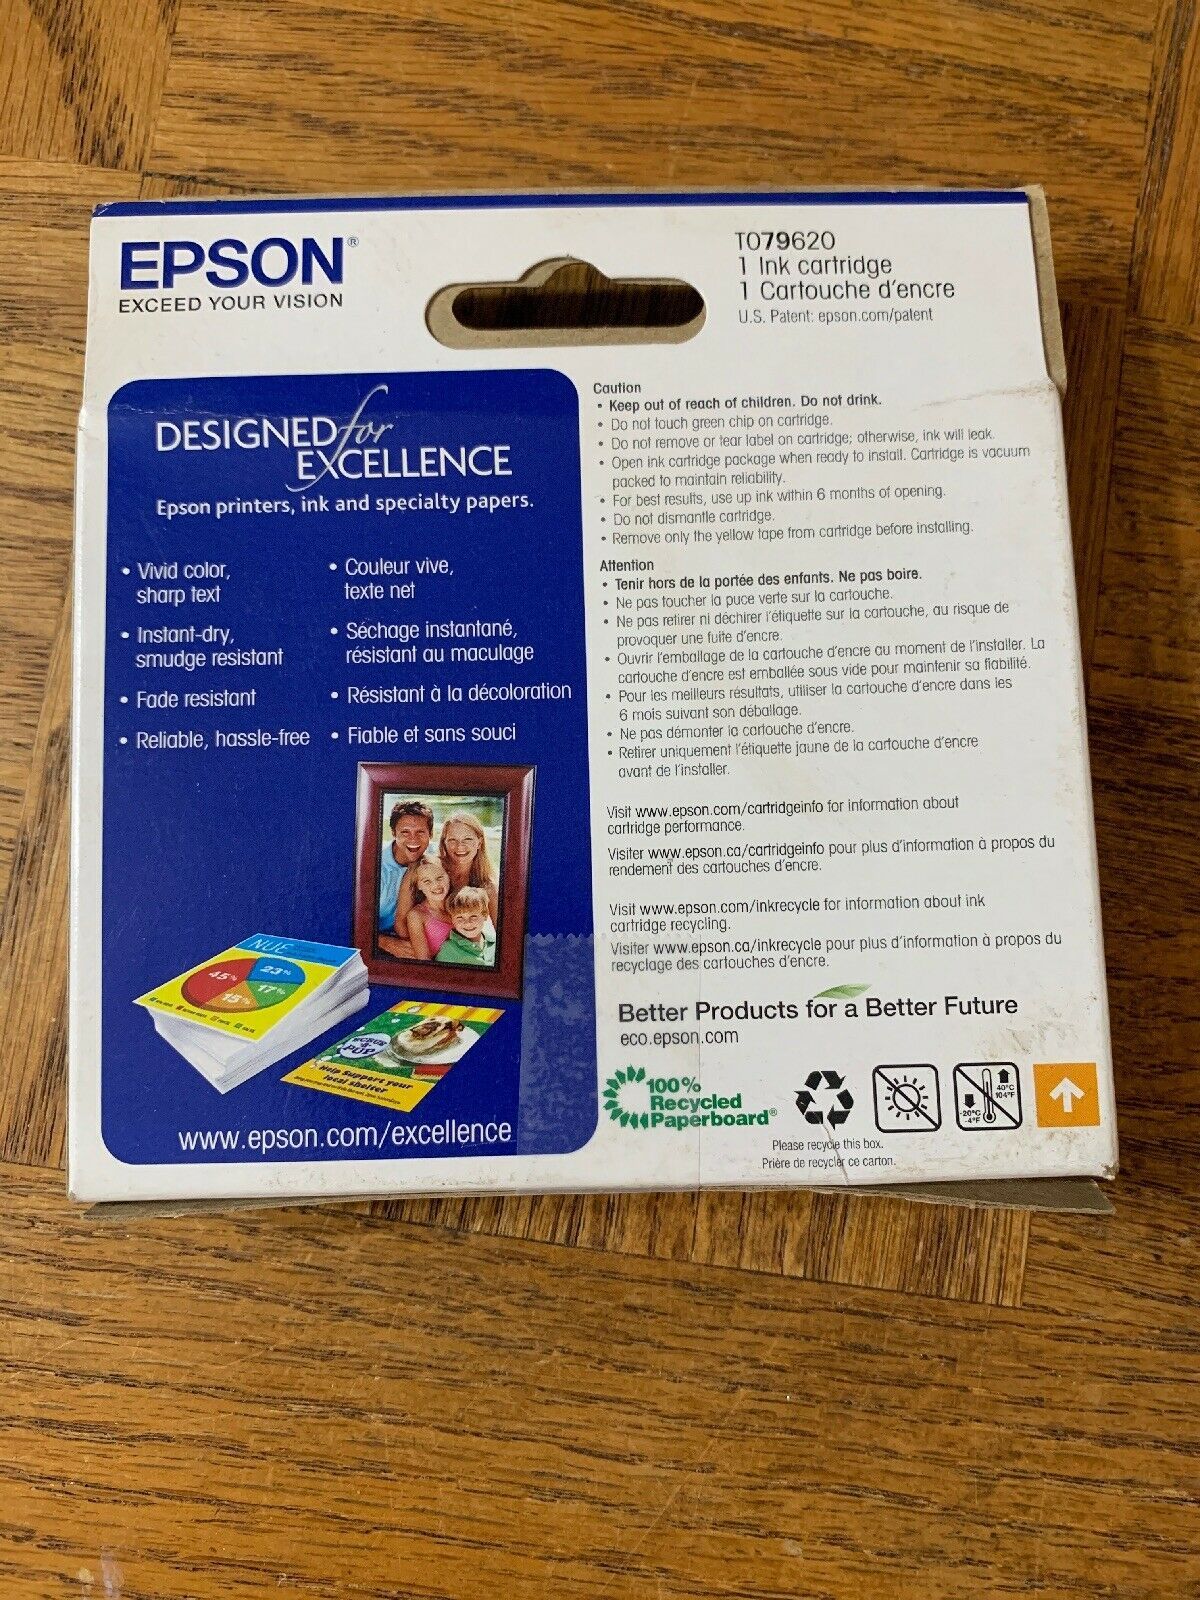 EPSON®
EXCEED YOUR VISION
T079620
1 Ink cartridge
1 Cartouche d'encre
U.S. Patent: epson.com/patent
DESIGNED for
EXCELLENCE
Epson printers, ink and specialty papers.
• Vivid color,
sharp text
• Instant-dry,
smudge resistant
• Fade resistant
• Reliable, hassle-free
• Couleur vive,
texte net
• Séchage instantané,
résistant au maculage
• Résistant à la décoloration
• Fiable et sans souci
NUE
45%
23%
17%
15%
SCRUB
A
PUP
Help Support your
local shelter
www.epson.com/excellence
Caution
• Keep out of reach of children. Do not drink.
• Do not touch green chip on cartridge.
• Do not remove or tear label on cartridge; otherwise, ink will leak.
• Open ink cartridge package when ready to install. Cartridge is vacuum
packed to maintain reliability.
• For best results, use up ink within 6 months of opening.
• Do not dismantle cartridge.
• Remove only the yellow tape from cartridge before installing.
Attention
• Tenir hors de la portée des enfants. Ne pas boire.
• Ne pas toucher la puce verte sur la cartouche.
• Ne pas retirer ni déchirer l'étiquette sur la cartouche, au risque de
provoquer une fuite d'encre.
• Ouvrir l'emballage de la cartouche d'encre au moment de l'installer. La
cartouche d'encre est emballée sous vide pour maintenir sa fiabilité.
• Pour les meilleurs résultats, utiliser la cartouche d'encre dans les
6 mois suivant son déballage.
• Ne pas démonter la cartouche d'encre.
• Retirer uniquement l'étiquette jaune de la cartouche d'encre
avant de l'installer.
Visit www.epson.com/cartridgeinfo for information about
cartridge performance.
Visiter www.epson.ca/cartridgeinfo pour plus d'information à propos du
rendement des cartouches d'encre.
Visit www.epson.com/inkrecycle for information about ink
cartridge recycling.
Visiter www.epson.ca/inkrecycle pour plus d'information à propos du
recyclage des cartouches d'encre.
Better Products for a Better Future
eco.epson.com
100%
Recycled
Paperboard®
40°C
104°F
-20°C
-4°F
Please recycle this box.
Prière de recycler ce carton.